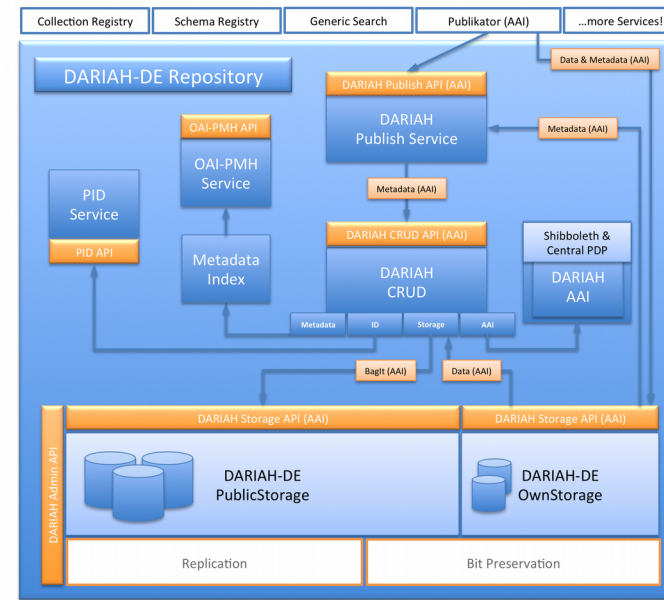 Collection Registry
Schema Registry
Generic Search
Publikator (AAI)
...more Services!
DARIAH-DE Repository
Data & Metadata (AAI)
DARIAH Publish API (AAI)
DARIAH
Publish Service
OAI-PMH API
OAI-PMH
Service
Metadata (AAI)
PID
Service
PID API
Metadata (AAI)
DARIAH CRUD API (AAI)
DARIAH
CRUD
Metadata
Index
Shibboleth &
Central PDP
DARIAH
AAI
Metadata
ID
Storage
AAI
BagIt (AAI)
Data (AAI)
DARIAH Admin API
DARIAH Storage API (AAI)
DARIAH Storage API (AAI)
DARIAH-DE
PublicStorage
DARIAH-DE
OwnStorage
Replication
Bit Preservation